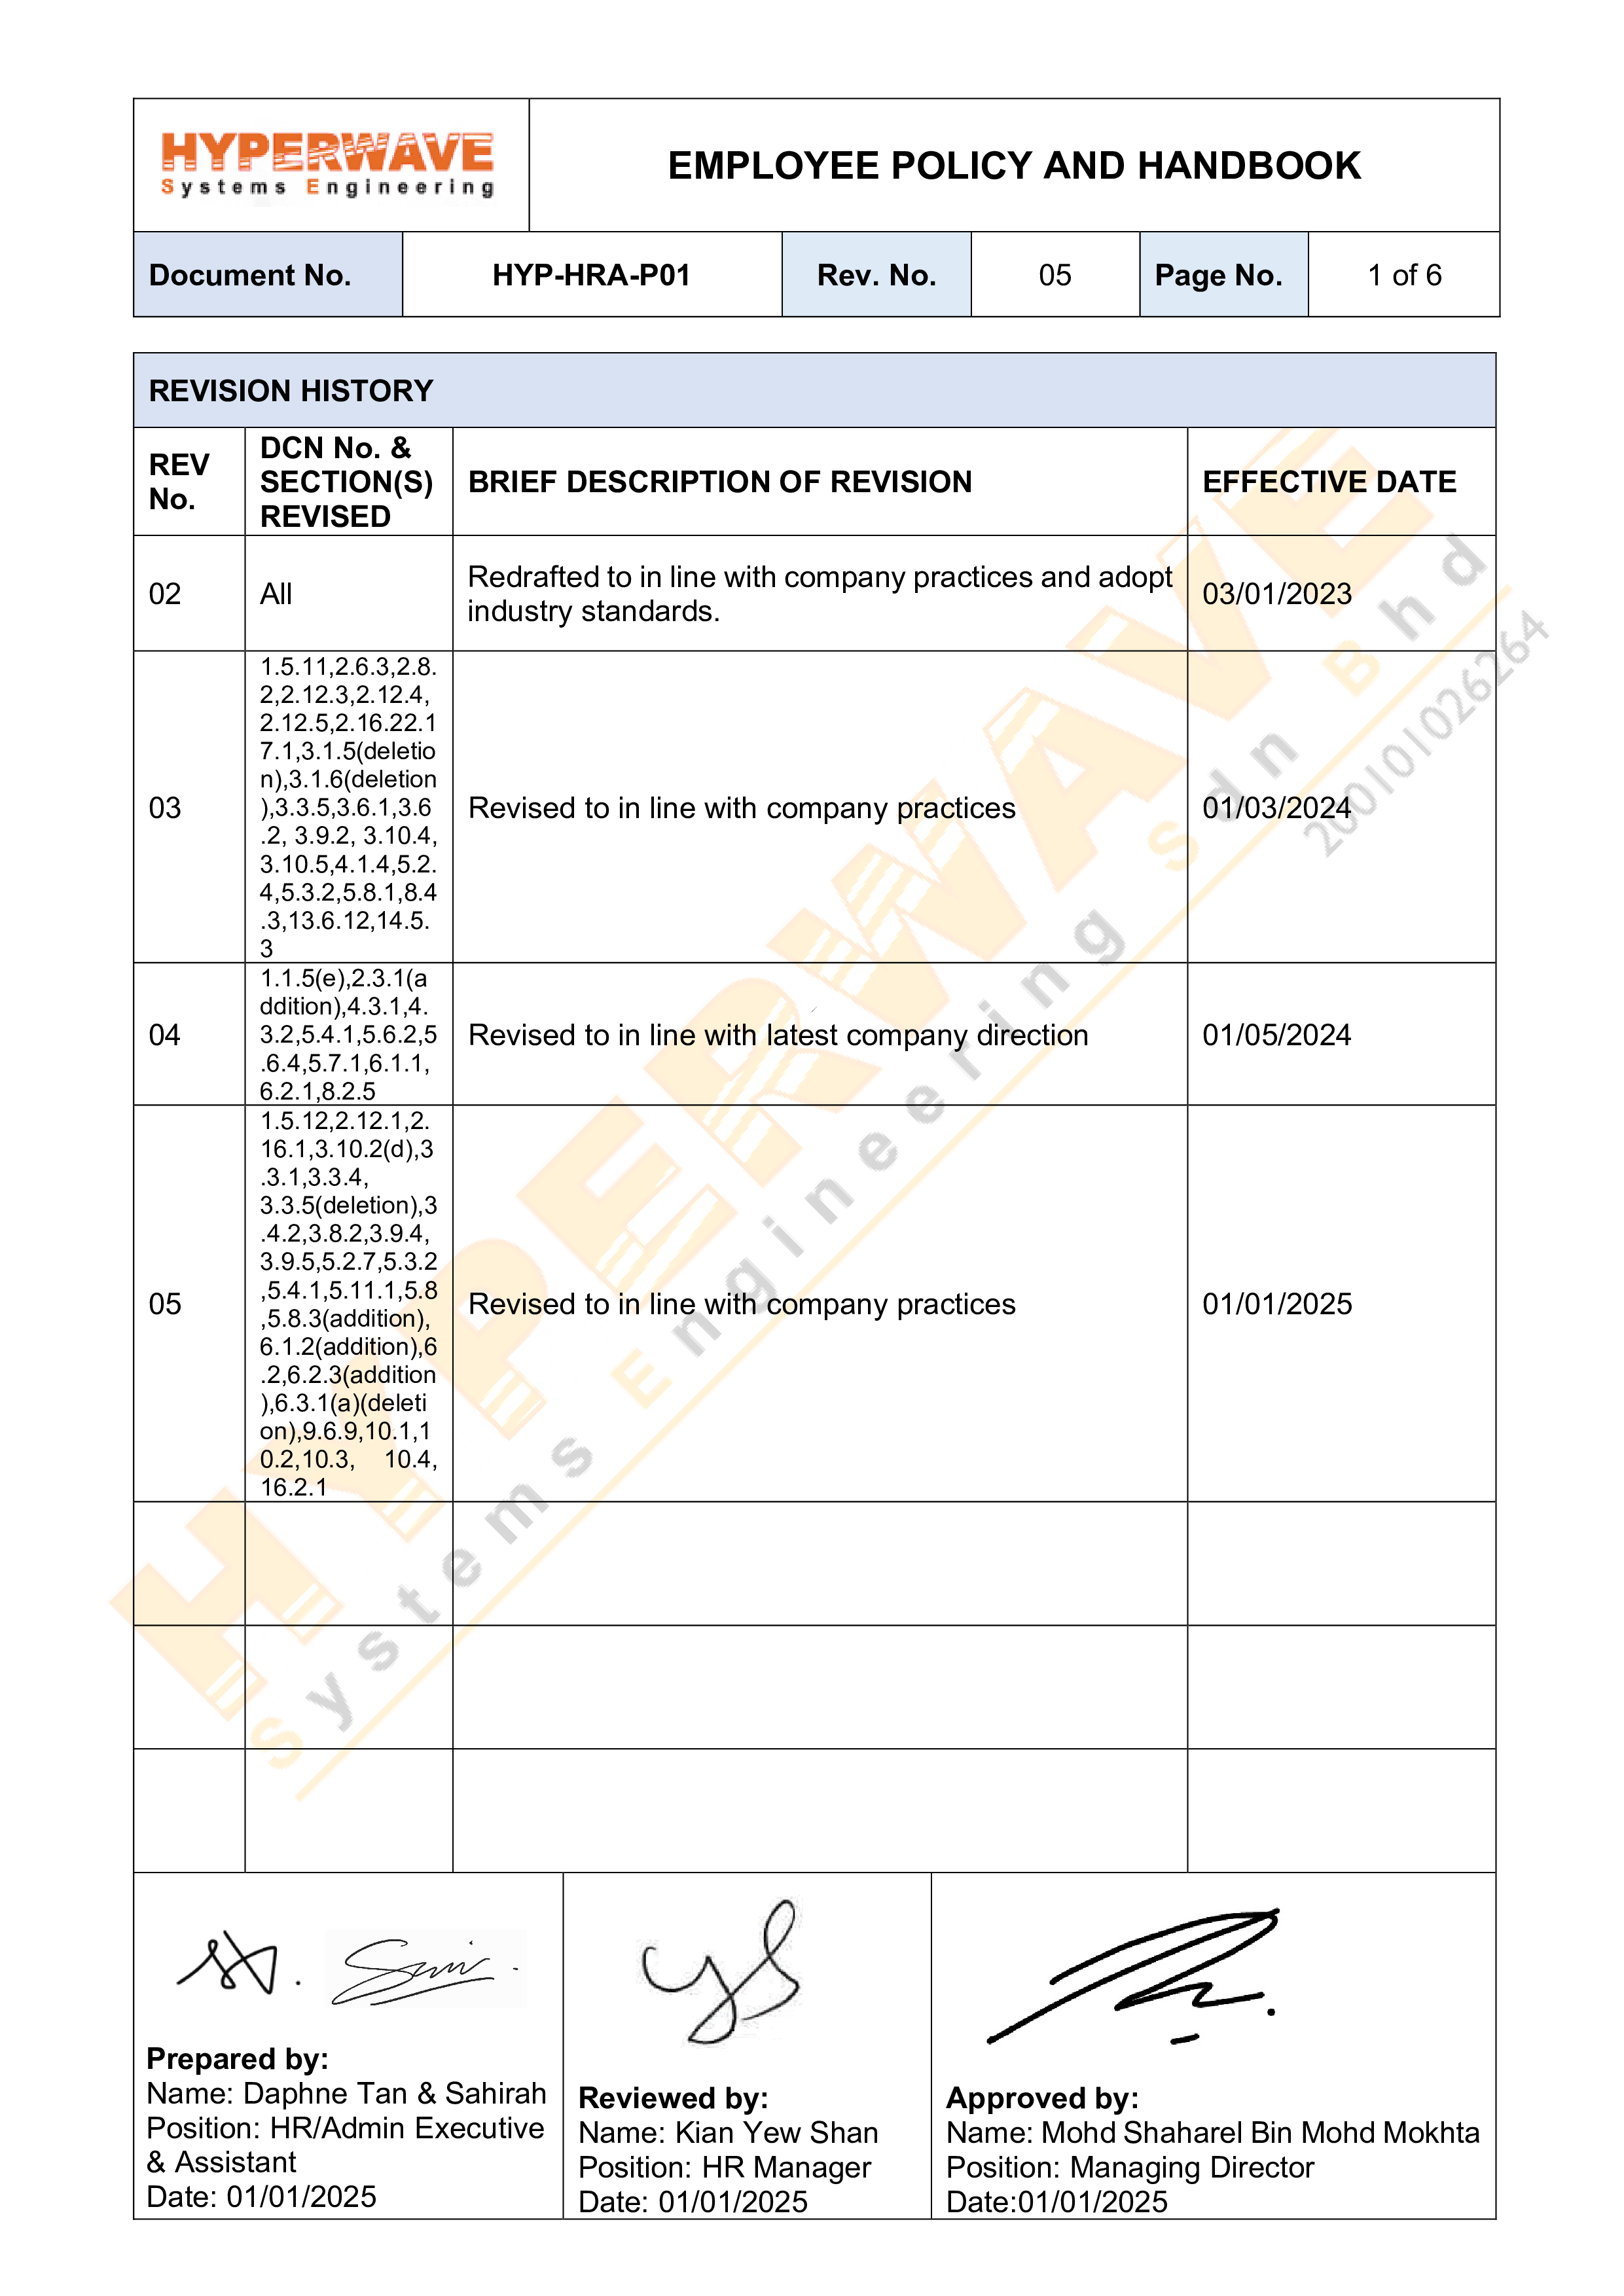 HYPERWAVE
Systems Engineering
EMPLOYEE POLICY AND HANDBOOK
Document No.
HYP-HRA-P01
Rev. No.
05
Page No.
1 of 6
REVISION HISTORY
REV
No.
DCN No. &
SECTION(S)
REVISED
BRIEF DESCRIPTION OF REVISION
EFFECTIVE DATE
02
All
Redrafted to in line with company practices and adopt
industry standards.
03/01/2023
03
1.5.11,2.6.3,2.8.
2,2.12.3,2.12.4,
2.12.5,2.16.22.1
7.1,3.1.5(deletio
n),3.1.6(deletion
),3.3.5,3.6.1,3.6
.2, 3.9.2, 3.10.4,
3.10.5,4.1.4,5.2.
4,5.3.2,5.8.1,8.4
.3,13.6.12,14.5.
3
Revised to in line with company practices
01/03/2024
04
1.1.5(e),2.3.1(a
ddition),4.3.1,4.
3.2,5.4.1,5.6.2,5
.6.4,5.7.1,6.1.1,
6.2.1,8.2.5
Revised to in line with latest company direction
01/05/2024
05
1.5.12,2.12.1,2.
16.1,3.10.2(d),3
.3.1,3.3.4,
3.3.5(deletion),3
.4.2,3.8.2,3.9.4,
3.9.5,5.2.7,5.3.2
,5.4.1,5.11.1,5.8
,5.8.3(addition),
6.1.2(addition),6
.2,6.2.3(addition
),6.3.1(a)(deleti
on),9.6.9,10.1,1
0.2,10.3, 10.4,
16.2.1
Revised to in line with company practices
01/01/2025
HYPERWAVE
Systems Engineering Sdn Bhd
200101026264
Prepared by:
Name: Daphne Tan & Sahirah
Position: HR/Admin Executive
& Assistant
Date: 01/01/2025
Reviewed by:
Name: Kian Yew Shan
Position: HR Manager
Date: 01/01/2025
Approved by:
Name: Mohd Shaharel Bin Mohd Mokhta
Position: Managing Director
Date:01/01/2025